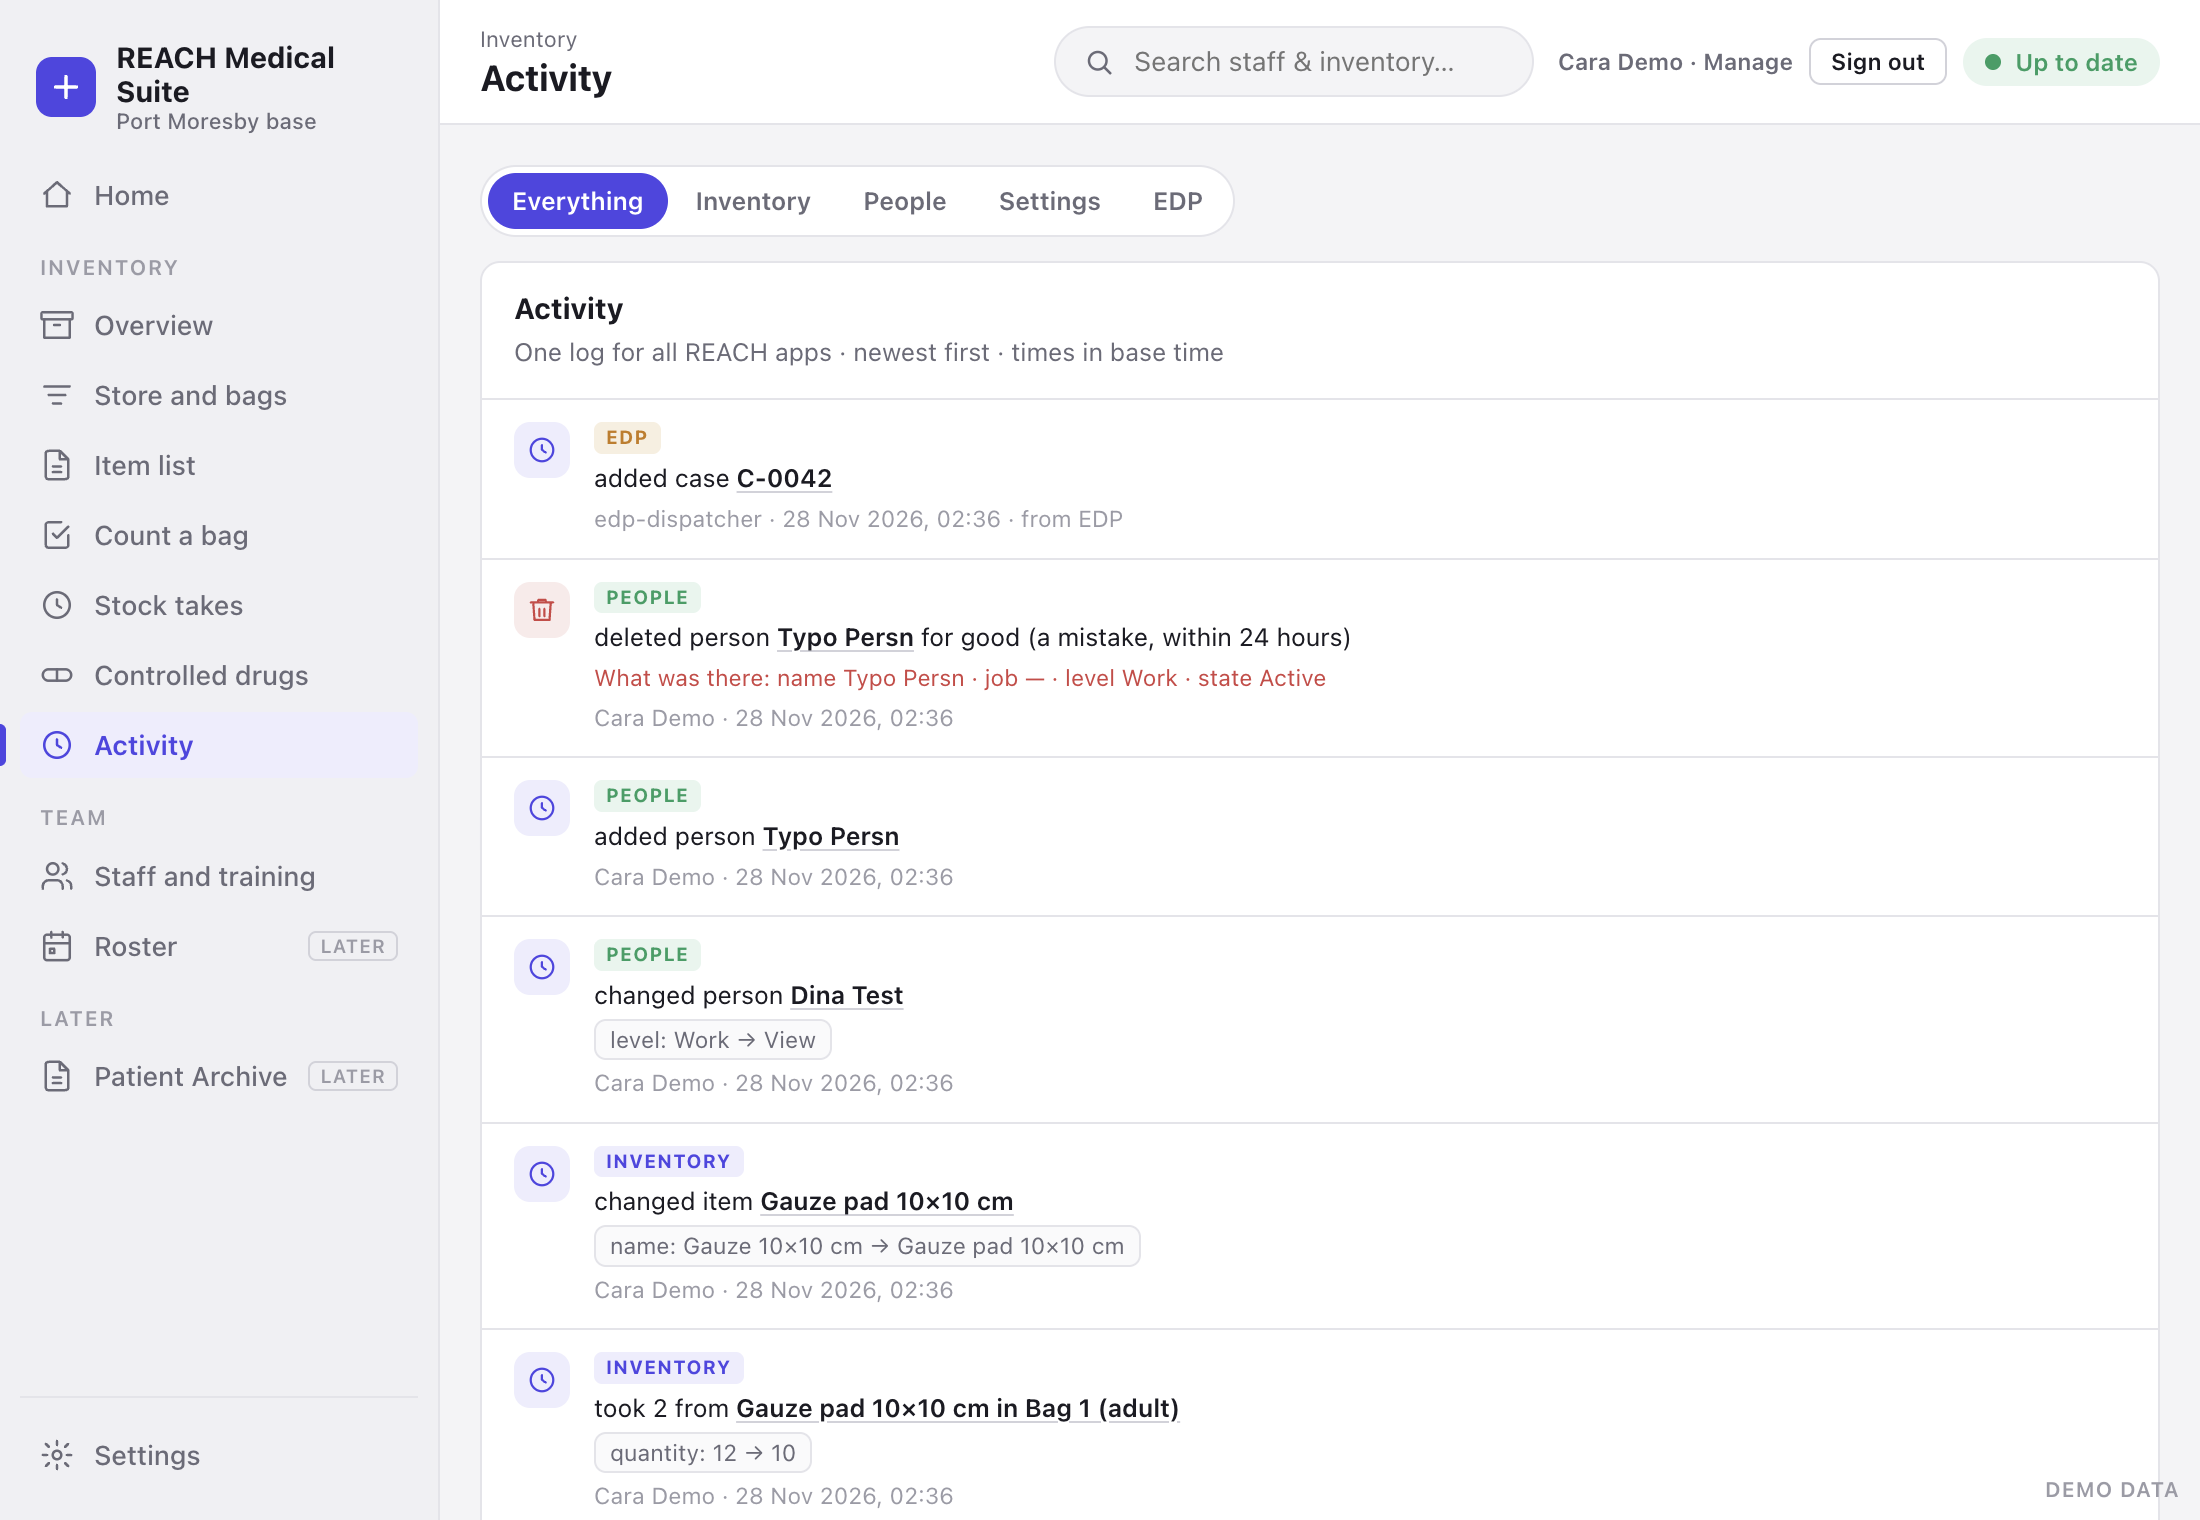 REACH Medical
Suite
Port Moresby base
Home
INVENTORY
Overview
Store and bags
Item list
Count a bag
Stock takes
Controlled drugs
Activity
TEAM
Staff and training
Roster LATER
LATER
Patient Archive LATER
Settings
Inventory
Activity
Search staff & inventory...
Cara Demo · Manage
Sign out
Up to date
Everything Inventory People Settings EDP
Activity
One log for all REACH apps · newest first · times in base time
EDP
added case C-0042
edp-dispatcher · 28 Nov 2026, 02:36 · from EDP
PEOPLE
deleted person Typo Persn for good (a mistake, within 24 hours)
What was there: name Typo Persn · job — · level Work · state Active
Cara Demo · 28 Nov 2026, 02:36
PEOPLE
added person Typo Persn
Cara Demo · 28 Nov 2026, 02:36
PEOPLE
changed person Dina Test
level: Work → View
Cara Demo · 28 Nov 2026, 02:36
INVENTORY
changed item Gauze pad 10×10 cm
name: Gauze 10×10 cm → Gauze pad 10×10 cm
Cara Demo · 28 Nov 2026, 02:36
INVENTORY
took 2 from Gauze pad 10×10 cm in Bag 1 (adult)
quantity: 12 → 10
Cara Demo · 28 Nov 2026, 02:36
DEMO DATA